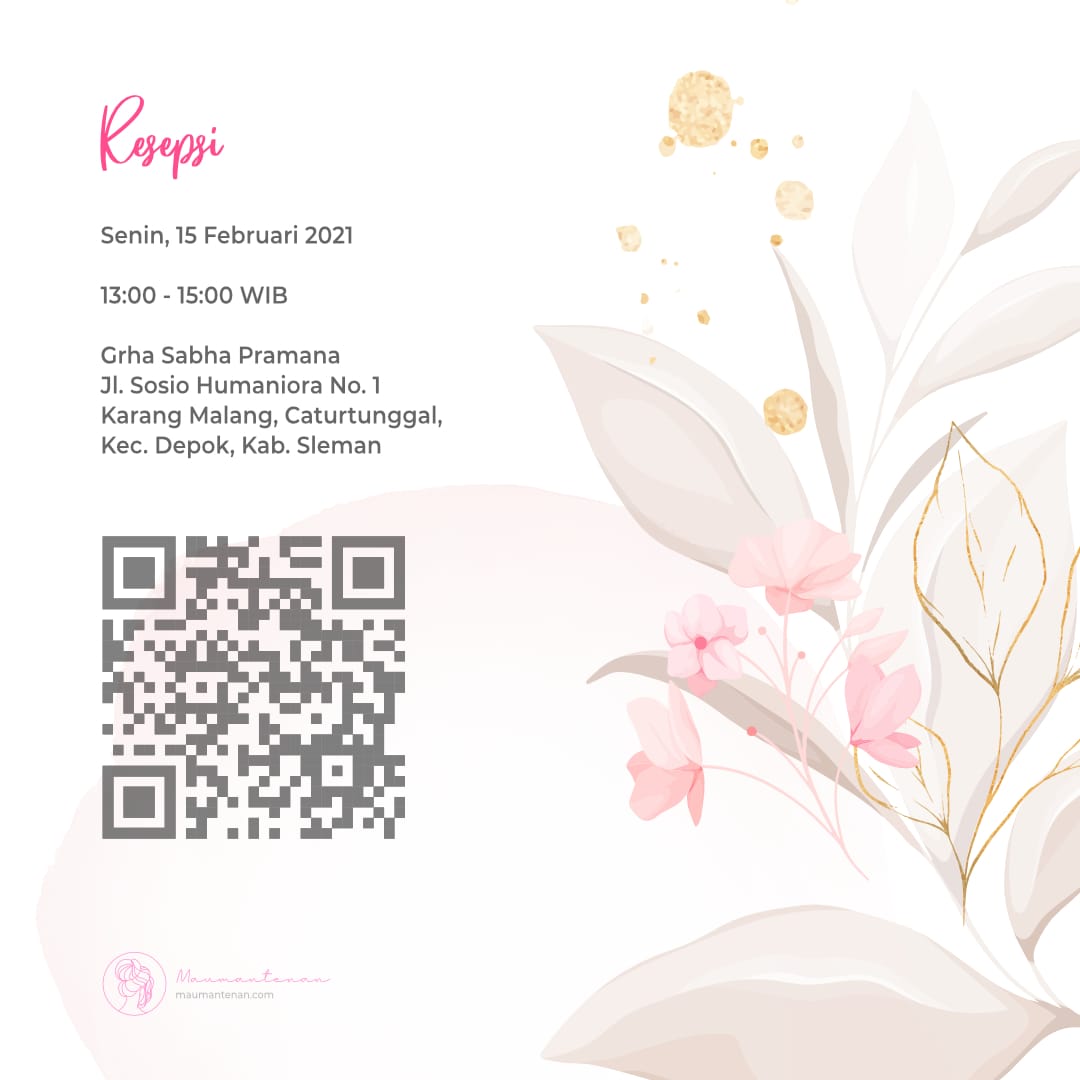 Resepsi
Senin, 15 Februari 2021
13:00 - 15:00 WIB
Grha Sabha Pramana
Jl. Sosio Humaniora No. 1
Karang Malang, Caturtunggal,
Kec. Depok, Kab. Sleman
Maumantenan
maumantenan.com